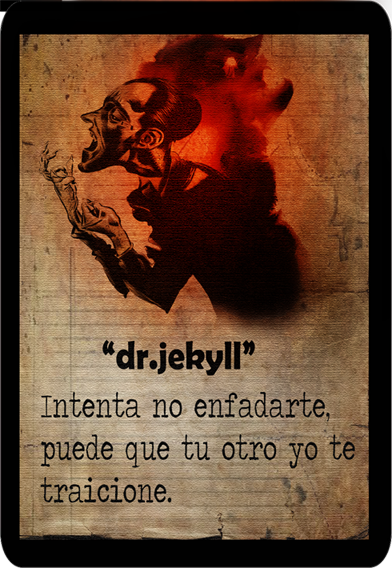 “dr.jekyll”
Intenta no enfadarte,
puede que tu otro yo te
traicione.